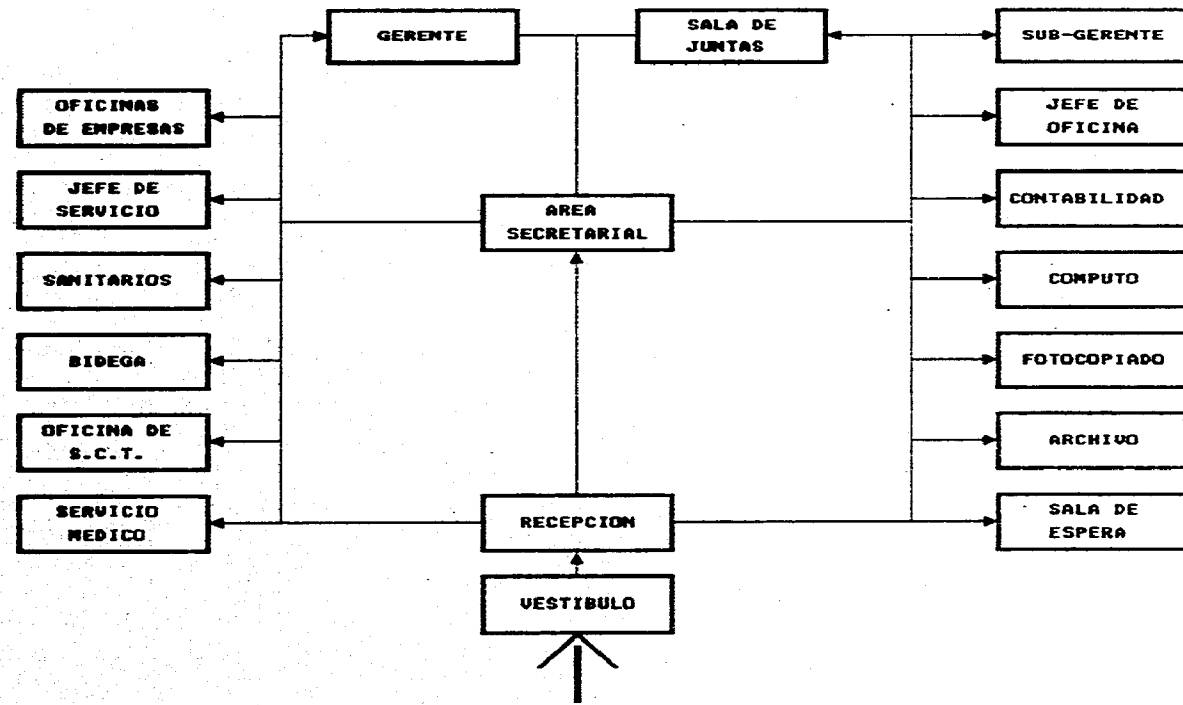 GERENTE
SALA DE
JUNTAS
SUB-GERENTE
OFICINAS
DE EMPRESAS
JEFE DE
OFICINA
JEFE DE
SERVICIO
AREA
SECRETARIAL
CONTABILIDAD
SANITARIOS
COMPUTO
BIDEGA
FOTOCOPIADO
OFICINA DE
S.C.T.
ARCHIVO
SERVICIO
MEDICO
RECEPCION
SALA DE
ESPERA
VESTIBULO